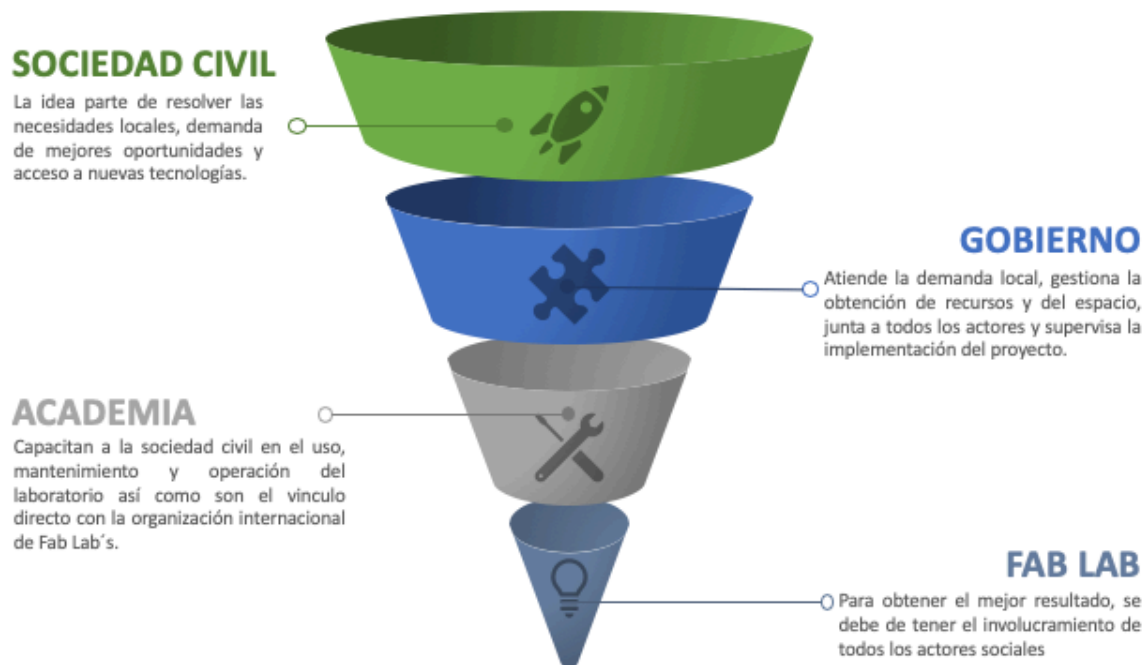 SOCIEDAD CIVIL
La idea parte de resolver las
necesidades locales, demanda
de mejores oportunidades y
acceso a nuevas tecnologías.
GOBIERNO
Atiende la demanda local, gestiona la
obtención de recursos y del espacio,
junta a todos los actores y supervisa la
implementación del proyecto.
ACADEMIA
Capacitan a la sociedad civil en el uso,
mantenimiento y operación del
laboratorio así como son el vinculo
directo con la organización internacional
de Fab Lab´s.
FAB LAB
Para obtener el mejor resultado, se
debe de tener el involucramiento de
todos los actores sociales